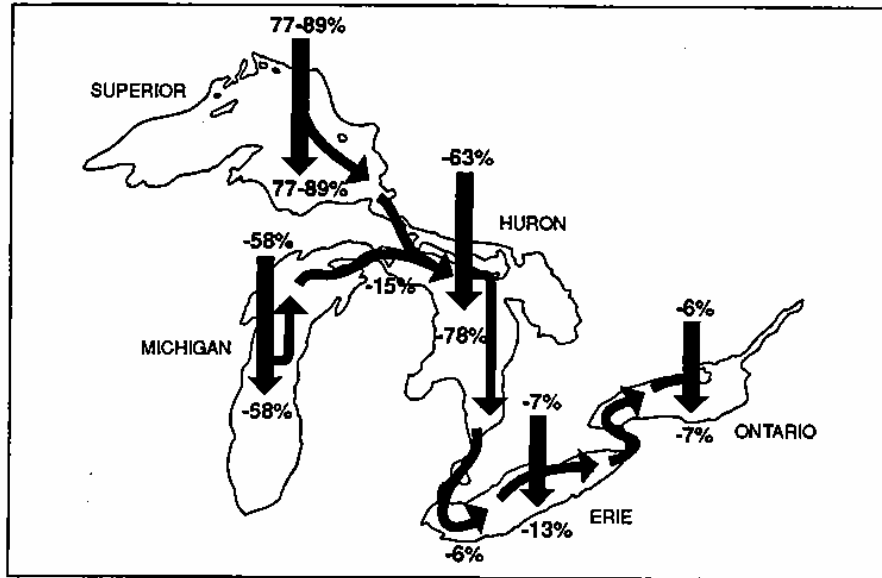 77-89%
SUPERIOR
77-89%
-63%
HURON
-58%
-15%
-6%
-78%
MICHIGAN
-58%
-7%
-7%
ONTARIO
ERIE
-13%
-6%